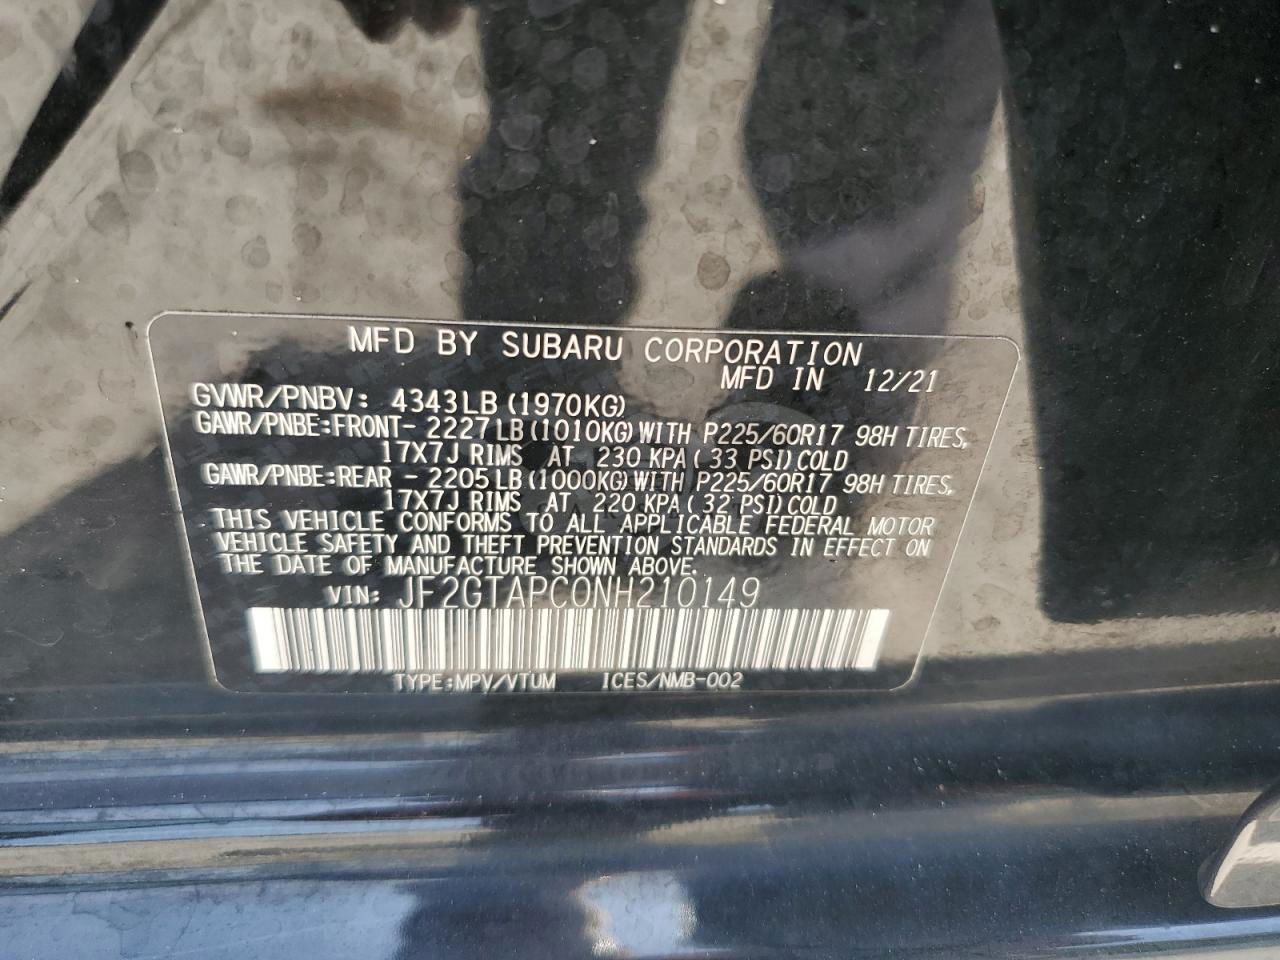 MFD BY SUBARU CORPORATION
MFD IN 12/21
GVWR/PNBV: 4343LB (1970KG)
GAWR/PNBE:FRONT- 2227LB (1010KG) WITH P225/60R17 98H TIRES,
17X7J RIMS AT 230 KPA (33 PSI) COLD
GAWR/PNBE:REAR - 2205LB (1000KG) WITH P225/60R17 98H TIRES,
17X7J RIMS AT 220 KPA (32 PSI) COLD
THIS VEHICLE CONFORMS TO ALL APPLICABLE FEDERAL MOTOR
VEHICLE SAFETY AND THEFT PREVENTION STANDARDS IN EFFECT ON
THE DATE OF MANUFACTURE SHOWN ABOVE.
VIN: JF2GTAPC0NH210149
TYPE:MPV/VTUM ICES/NMB-002